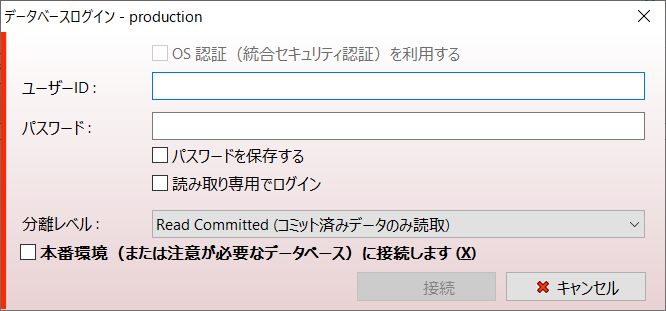 データベースログイン - production
OS 認証（統合セキュリティ認証）を利用する
ユーザーID :
パスワード :
パスワードを保存する
読み取り専用でログイン
分離レベル : Read Committed (コミット済みデータのみ読取)
本番環境（または注意が必要なデータベース）に接続します (X)
接続 キャンセル